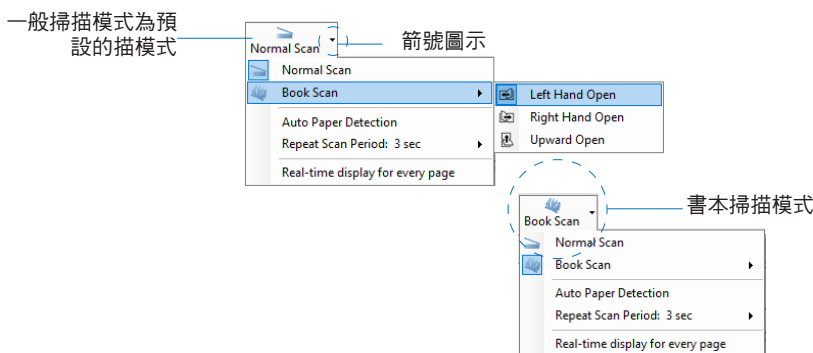 一般掃描模式為預
設的描模式
Normal Scan
箭號圖示
Normal Scan
Book Scan
Left Hand Open
Right Hand Open
Upward Open
Auto Paper Detection
Repeat Scan Period: 3 sec
Real-time display for every page
Book Scan
書本掃描模式
Normal Scan
Book Scan
Auto Paper Detection
Repeat Scan Period: 3 sec
Real-time display for every page